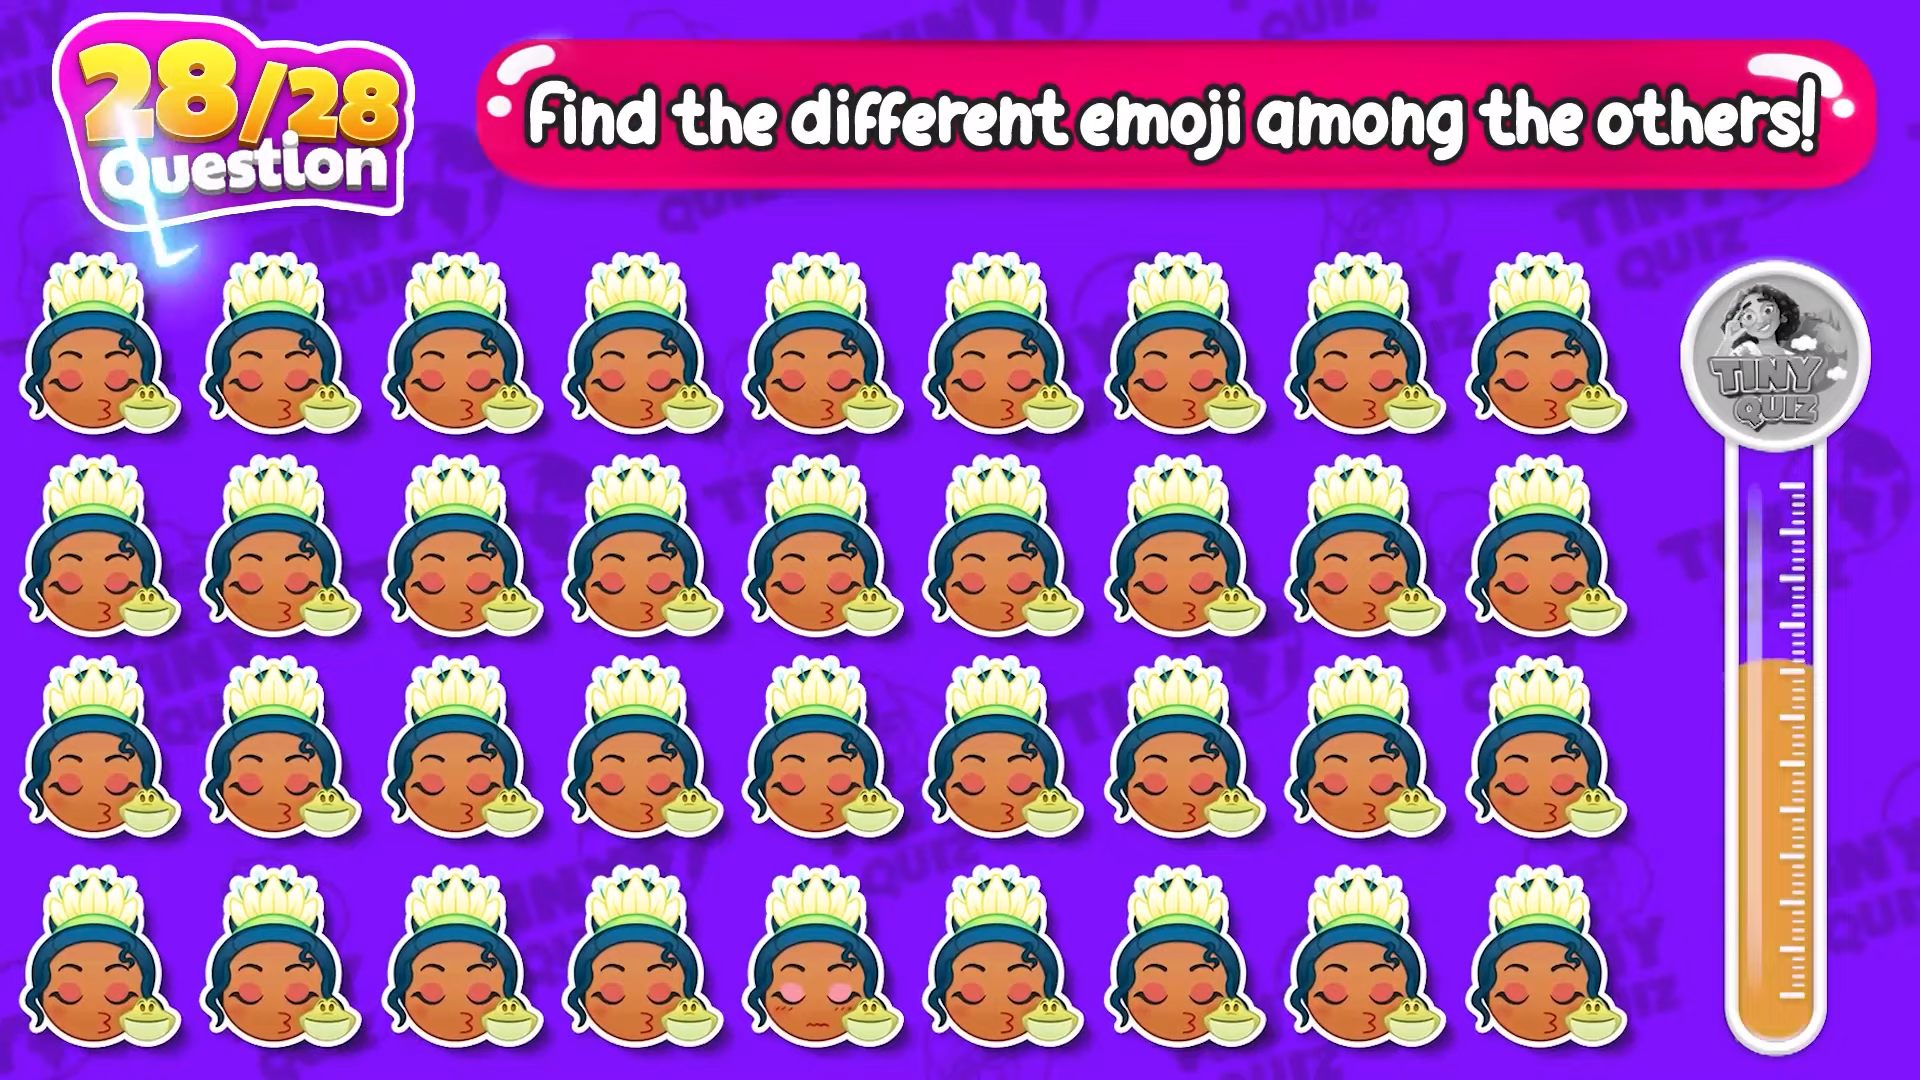 28/28
Question
Find the different emoji among the others!
TINY
QUIZ